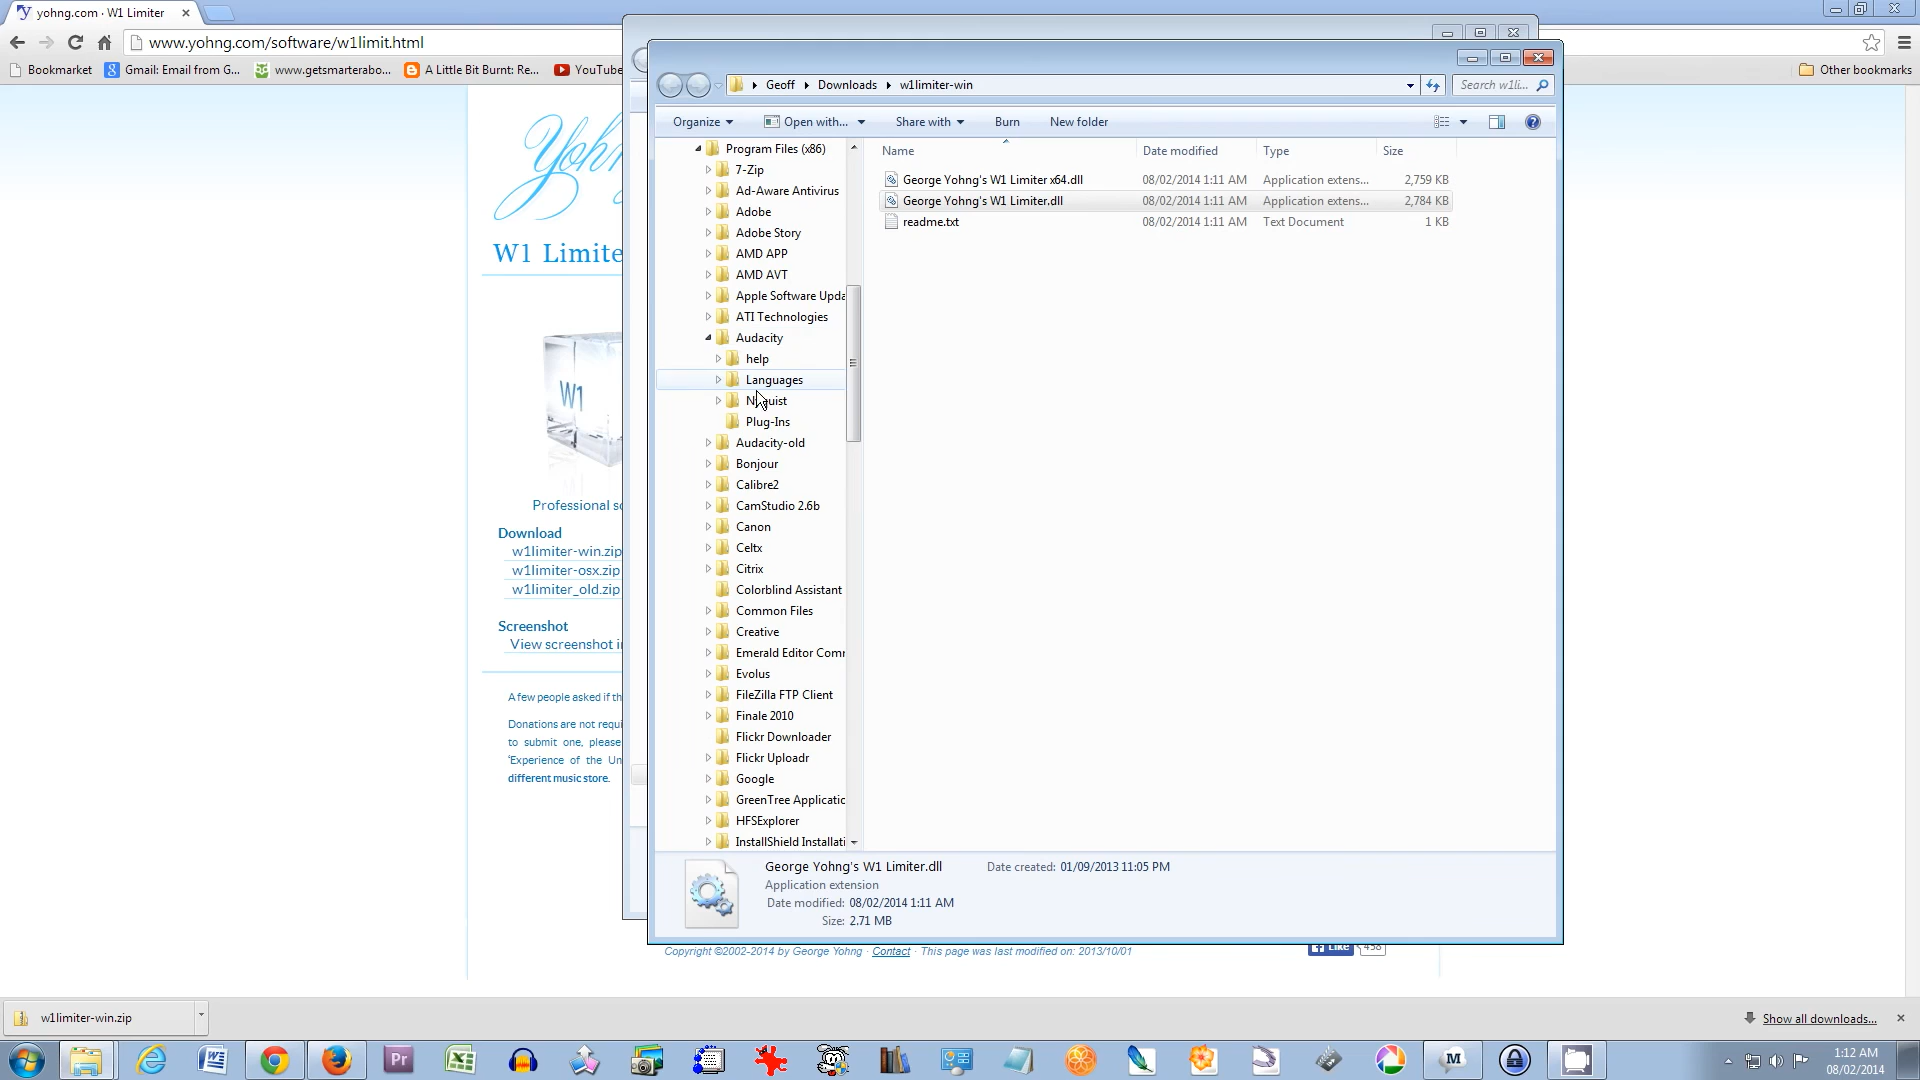 yohng.com · W1 Limiter
www.yohng.com/software/w1limit.html
Bookmarket
Gmail: Email from G...
www.getsmarterabo...
A Little Bit Burnt: Re...
YouTube
Other bookmarks
W1 Limite
W1
Professional so
Download
w1limiter-win.zip
w1limiter-osx.zip
w1limiter_old.zip
Screenshot
View screenshot in
A few people asked if th
Donations are not requi
to submit one, please
'Experience of the Un
different music store.
Geoff
Downloads
w1limiter-win
Search w1li...
Organize
Open with...
Share with
Burn
New folder
Name
Date modified
Type
Size
George Yohng's W1 Limiter x64.dll 08/02/2014 1:11 AM Application extens... 2,759 KB
George Yohng's W1 Limiter.dll 08/02/2014 1:11 AM Application extens... 2,784 KB
readme.txt 08/02/2014 1:11 AM Text Document 1 KB
Program Files (x86)
7-Zip
Ad-Aware Antivirus
Adobe
Adobe Story
AMD APP
AMD AVT
Apple Software Upda
ATI Technologies
Audacity
help
Languages
Plug-Ins
Audacity-old
Bonjour
Calibre2
CamStudio 2.6b
Canon
Celtx
Citrix
Colorblind Assistant
Common Files
Creative
Emerald Editor Comm
Evolus
FileZilla FTP Client
Finale 2010
Flickr Downloader
Flickr Uploadr
Google
GreenTree Applicatic
HFSExplorer
InstallShield Installati
George Yohng's W1 Limiter.dll
Date created: 01/09/2013 11:05 PM
Application extension
Date modified: 08/02/2014 1:11 AM
Size: 2.71 MB
Copyright ©2002-2014 by George Yohng · Contact · This page was last modified on: 2013/10/01
Like
458
w1limiter-win.zip
Show all downloads...
Pr
M
1:12 AM
08/02/2014